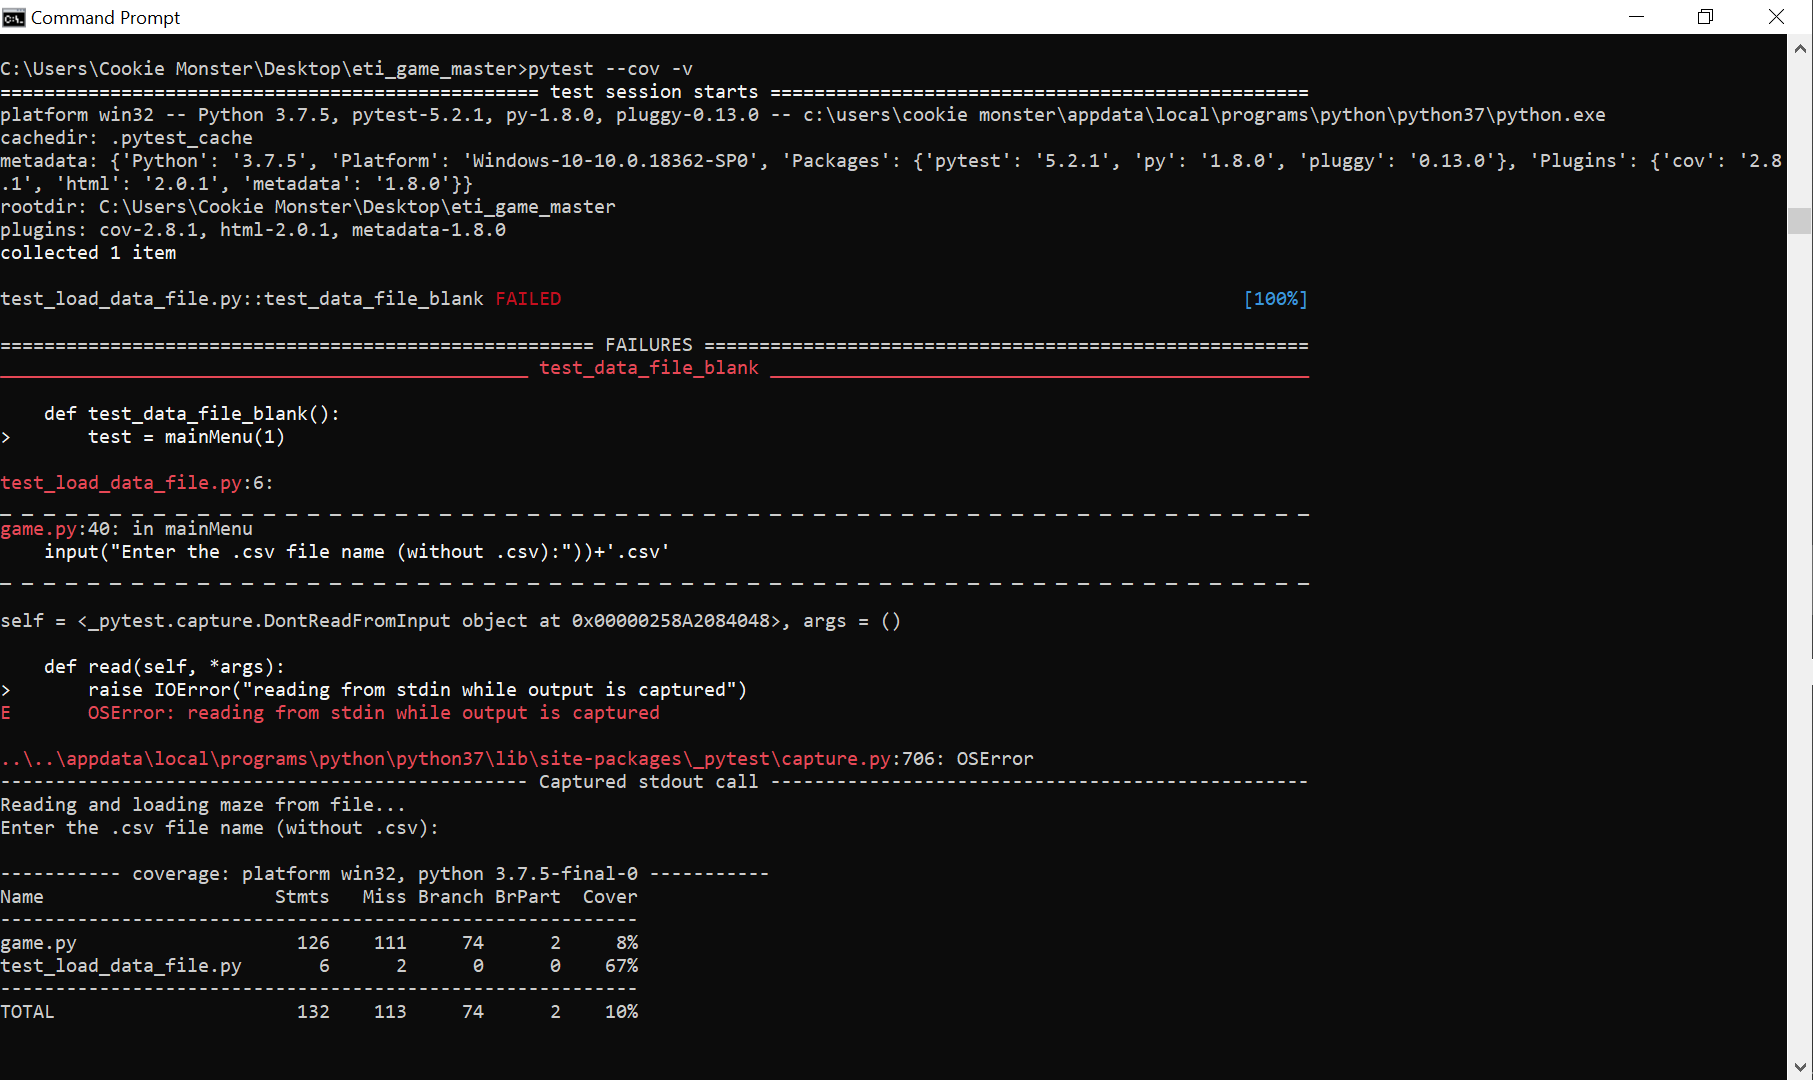 Command Prompt
C:\Users\Cookie Monster\Desktop\eti_game_master>pytest --cov -v
================================================= test session starts =================================================
platform win32 -- Python 3.7.5, pytest-5.2.1, py-1.8.0, pluggy-0.13.0 -- c:\users\cookie monster\appdata\local\programs\python\python37\python.exe
cachedir: .pytest_cache
metadata: {'Python': '3.7.5', 'Platform': 'Windows-10-10.0.18362-SP0', 'Packages': {'pytest': '5.2.1', 'py': '1.8.0', 'pluggy': '0.13.0'}, 'Plugins': {'cov': '2.8
.1', 'html': '2.0.1', 'metadata': '1.8.0'}}
rootdir: C:\Users\Cookie Monster\Desktop\eti_game_master
plugins: cov-2.8.1, html-2.0.1, metadata-1.8.0
collected 1 item
test_load_data_file.py::test_data_file_blank FAILED [100%]
====================================================== FAILURES =======================================================
________________________________________________ test_data_file_blank _________________________________________________
def test_data_file_blank():
> test = mainMenu(1)
test_load_data_file.py:6:
_ _ _ _ _ _ _ _ _ _ _ _ _ _ _ _ _ _ _ _ _ _ _ _ _ _ _ _ _ _ _ _ _ _ _ _ _ _ _ _ _ _ _ _ _ _ _ _ _ _ _ _ _ _ _ _ _ _ _ _
game.py:40: in mainMenu
input("Enter the .csv file name (without .csv):"))+'.csv'
_ _ _ _ _ _ _ _ _ _ _ _ _ _ _ _ _ _ _ _ _ _ _ _ _ _ _ _ _ _ _ _ _ _ _ _ _ _ _ _ _ _ _ _ _ _ _ _ _ _ _ _ _ _ _ _ _ _ _ _
self = <_pytest.capture.DontReadFromInput object at 0x00000258A2084048>, args = ()
def read(self, *args):
> raise IOError("reading from stdin while output is captured")
E OSError: reading from stdin while output is captured
..\..\appdata\local\programs\python\python37\lib\site-packages\_pytest\capture.py:706: OSError
------------------------------------------------ Captured stdout call -------------------------------------------------
Reading and loading maze from file...
Enter the .csv file name (without .csv):
----------- coverage: platform win32, python 3.7.5-final-0 -----------
Name Stmts Miss Branch BrPart Cover
----------------------------------------------------------
game.py 126 111 74 2 8%
test_load_data_file.py 6 2 0 0 67%
----------------------------------------------------------
TOTAL 132 113 74 2 10%